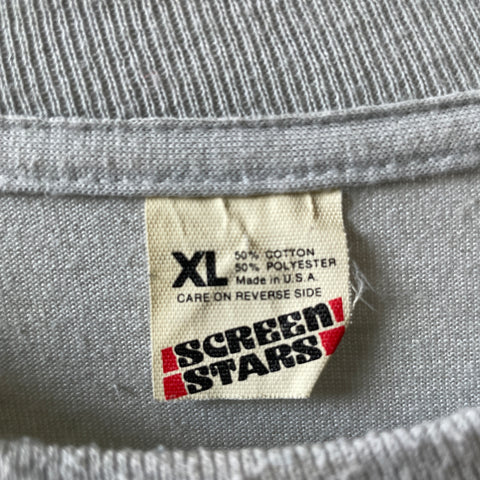 XL
50% COTTON
50% POLYESTER
Made in U.S.A.
CARE ON REVERSE SIDE
SCREEN
STARS